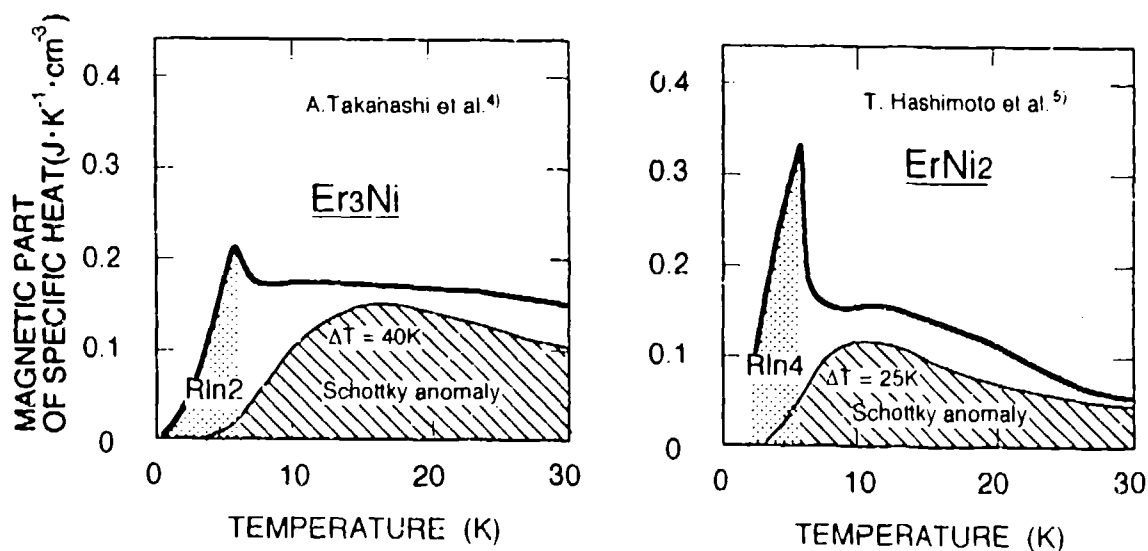 MAGNETIC PART
OF SPECIFIC HEAT(J·K⁻¹·cm⁻³)
0.4
0.3
0.2
0.1
0
A.Takahashi et al.⁴⁾
Er₃Ni
ΔT = 40K
Rln2
Schottky anomaly
0 10 20 30
TEMPERATURE (K)
0.4
0.3
0.2
0.1
0
T. Hashimoto et al.⁵⁾
ErNi₂
Rln4
ΔT = 25K
Schottky anomaly
0 10 20 30
TEMPERATURE (K)